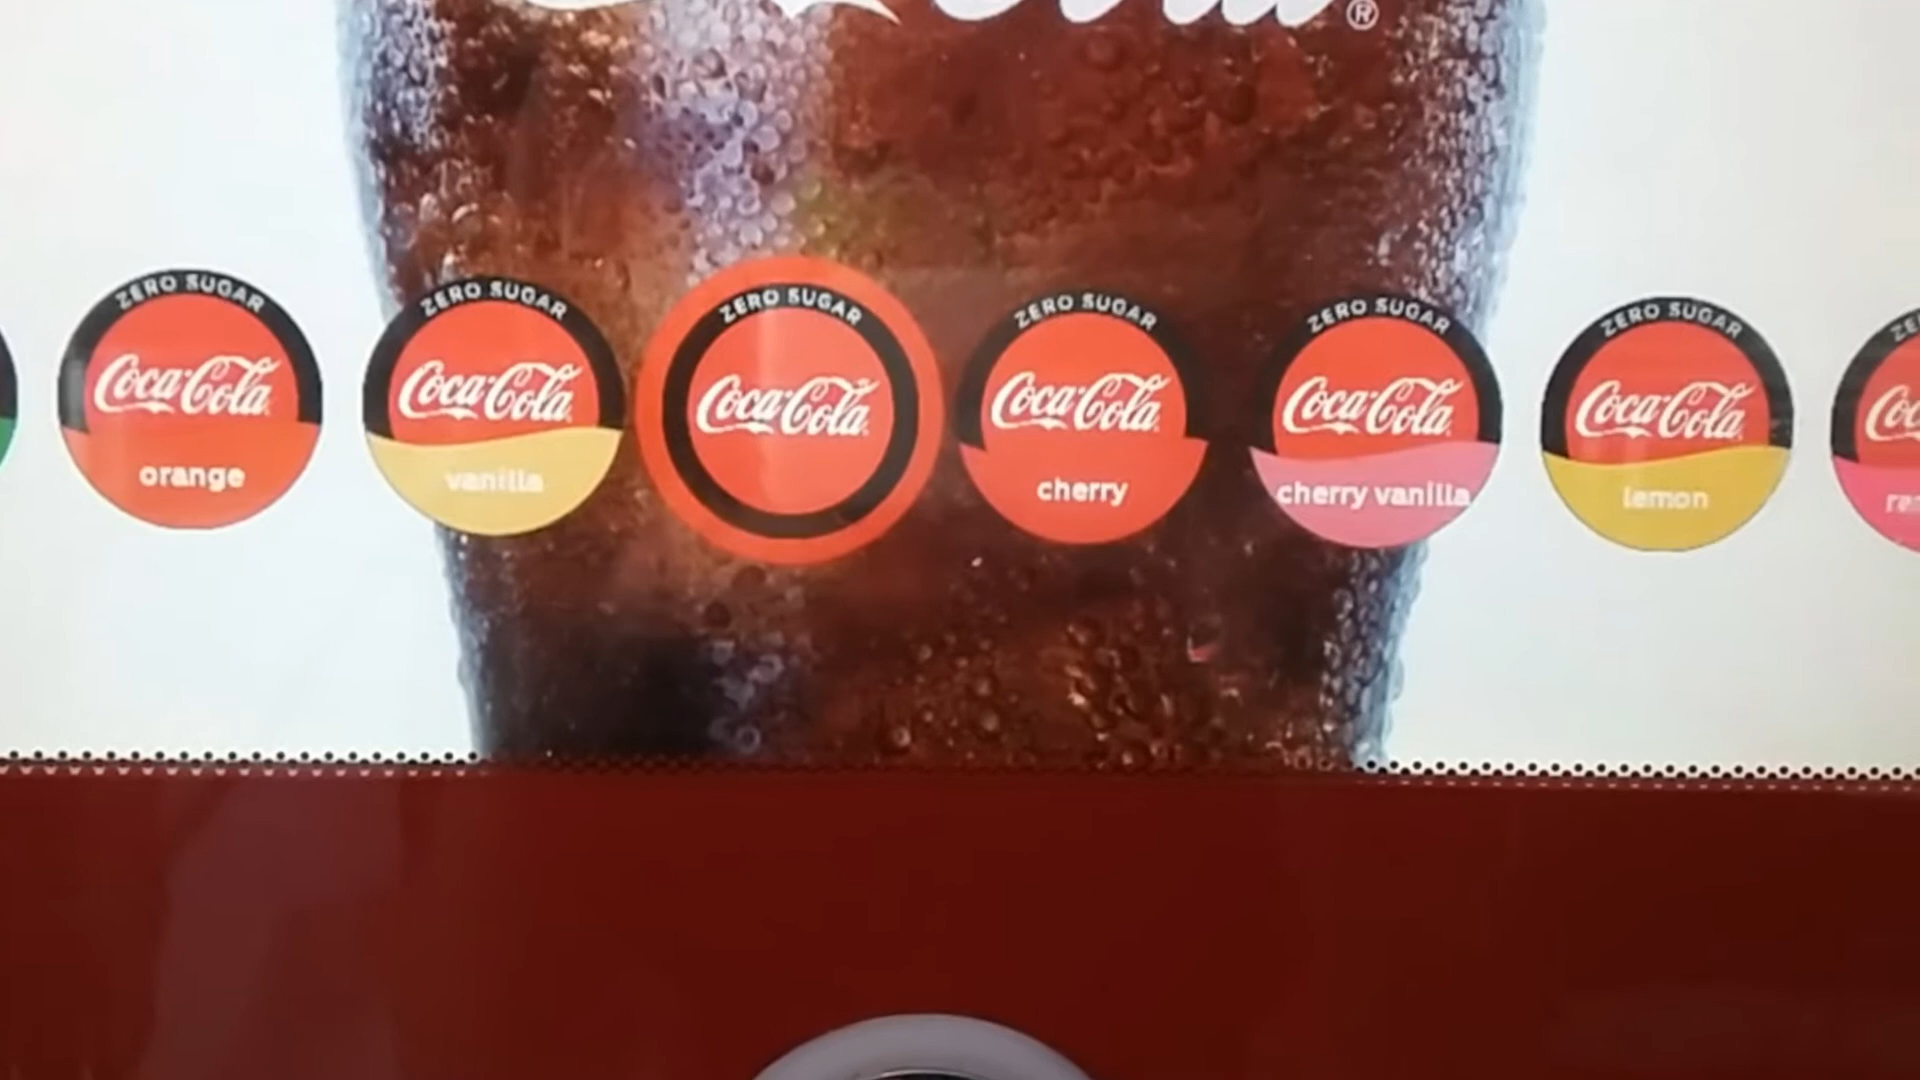 Cola®
ZERO SUGAR
Coca-Cola
orange
ZERO SUGAR
Coca-Cola
vanilla
ZERO SUGAR
Coca-Cola
ZERO SUGAR
Coca-Cola
cherry
ZERO SUGAR
Coca-Cola
cherry vanilla
ZERO SUGAR
Coca-Cola
lemon